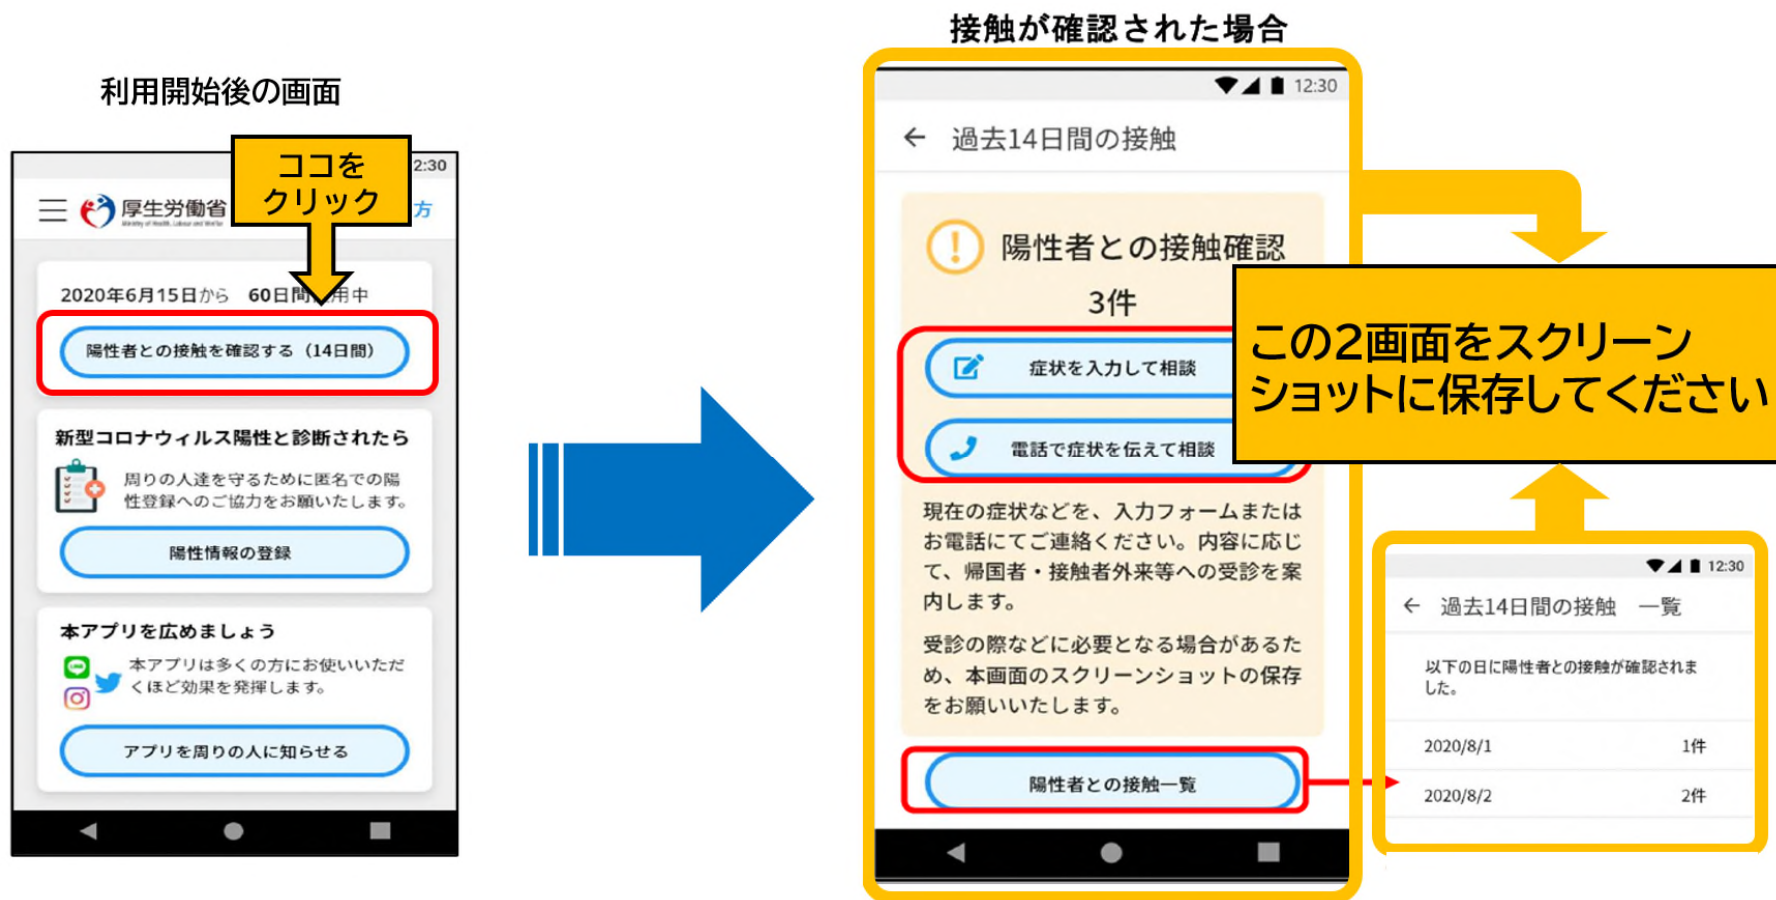 利用開始後の画面
ココを
クリック
2:30
厚生労働省
Ministry of Health, Labour and Welfare
方
2020年6月15日から 60日間
用中
陽性者との接触を確認する（14日間）
新型コロナウィルス陽性と診断されたら
周りの人達を守るために匿名での陽
性登録へのご協力をお願いたします。
陽性情報の登録
本アプリを広めましょう
本アプリは多くの方にお使いいただ
くほど効果を発揮します。
LINE
アプリを周りの人に知らせる
接触が確認された場合
12:30
← 過去14日間の接触
陽性者との接触確認
3件
症状を入力して相談
電話で症状を伝えて相談
現在の症状などを、入力フォームまたは
お電話にてご連絡ください。内容に応じ
て、帰国者・接触者外来等への受診を案
内します。
受診の際などに必要となる場合があるた
め、本画面のスクリーンショットの保存
をお願いいたします。
陽性者との接触一覧
この2画面をスクリーン
ショットに保存してください
12:30
← 過去14日間の接触 一覧
以下の日に陽性者との接触が確認されま
した。
2020/8/1 1件
2020/8/2 2件